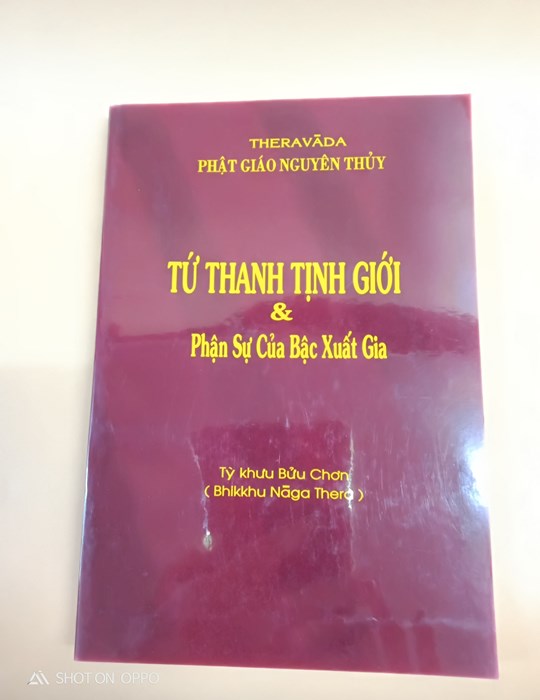 THERAVĀDA
PHẬT GIÁO NGUYÊN THỦY
TỨ THANH TỊNH GIỚI
&
Phận Sự Của Bậc Xuất Gia
Tỳ khưu Bửu Chơn
( Bhikkhu Nāga Thera )
SHOT ON OPPO